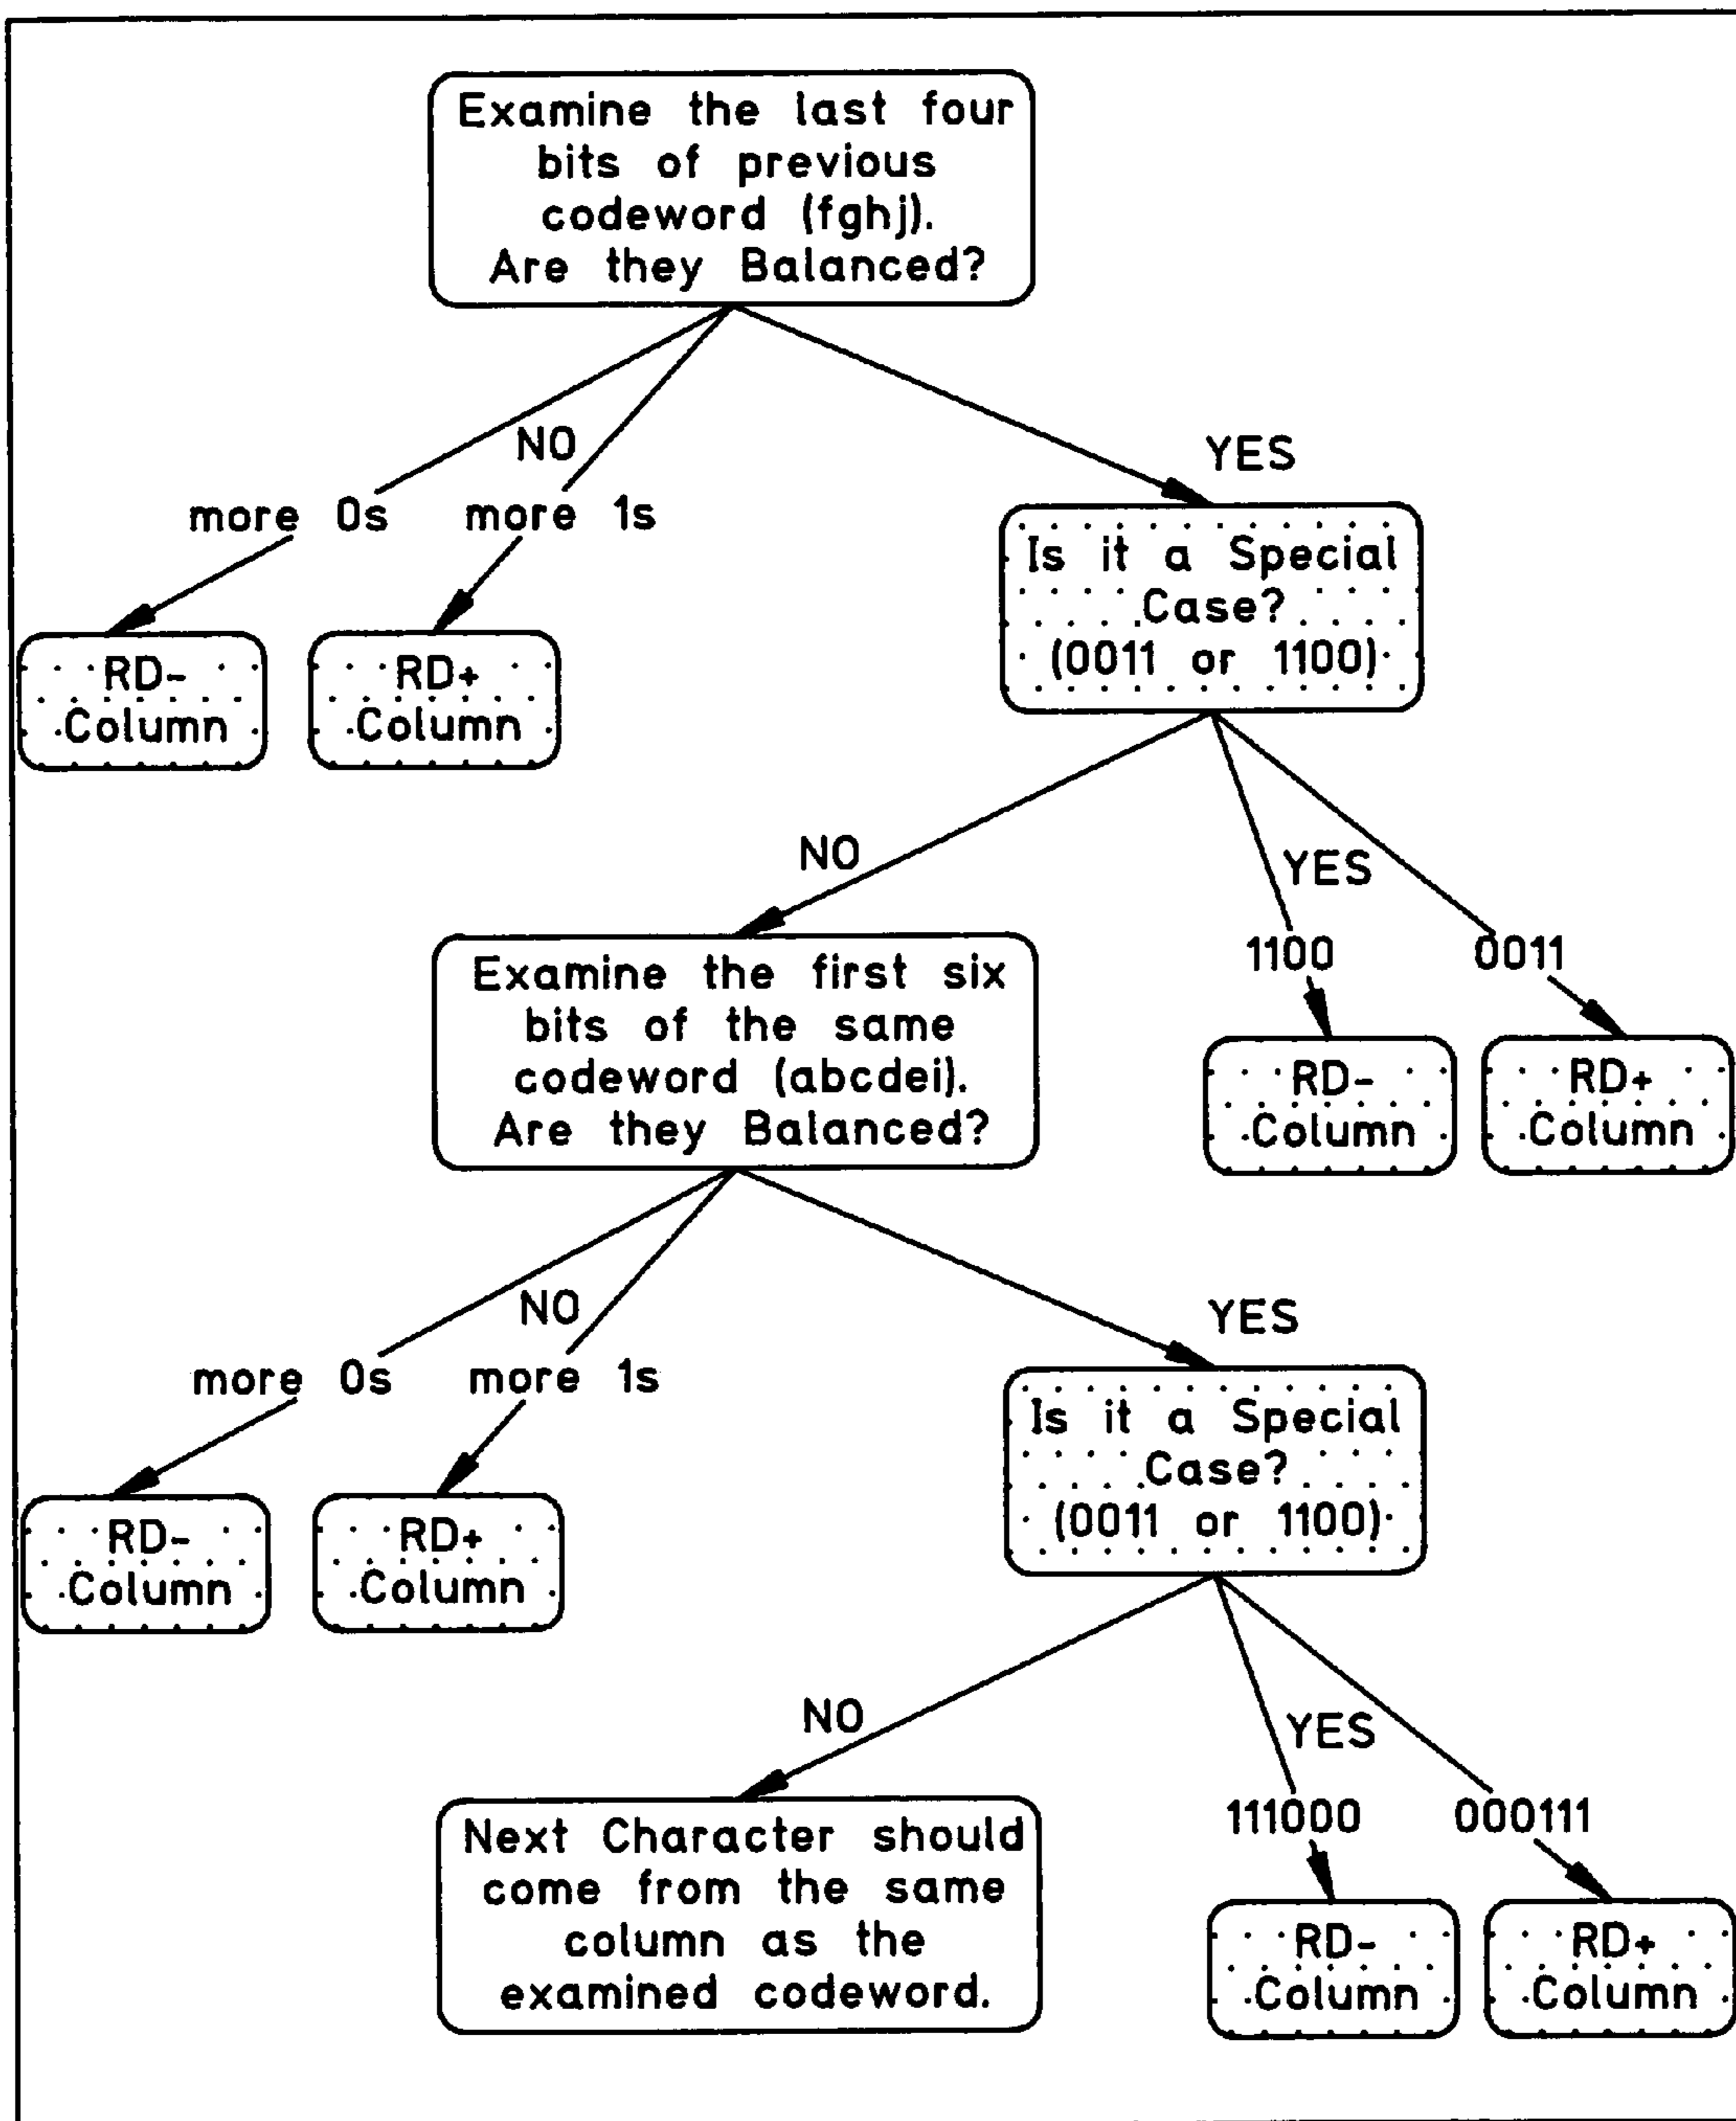 Examine the last four
bits of previous
codeword (fghj).
Are they Balanced?
NO
YES
more 0s
more 1s
RD-
Column
RD+
Column
Is it a Special
Case?
(0011 or 1100)
NO
YES
1100
0011
Examine the first six
bits of the same
codeword (abcdei).
Are they Balanced?
RD-
Column
RD+
Column
NO
YES
more 0s
more 1s
RD-
Column
RD+
Column
Is it a Special
Case?
(0011 or 1100)
NO
YES
111000
000111
Next Character should
come from the same
column as the
examined codeword.
RD-
Column
RD+
Column